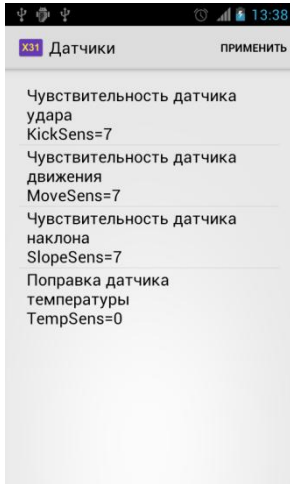 13:38
X31 Датчики ПРИМЕНИТЬ
Чувствительность датчика
удара
KickSens=7
Чувствительность датчика
движения
MoveSens=7
Чувствительность датчика
наклона
SlopeSens=7
Поправка датчика
температуры
TempSens=0